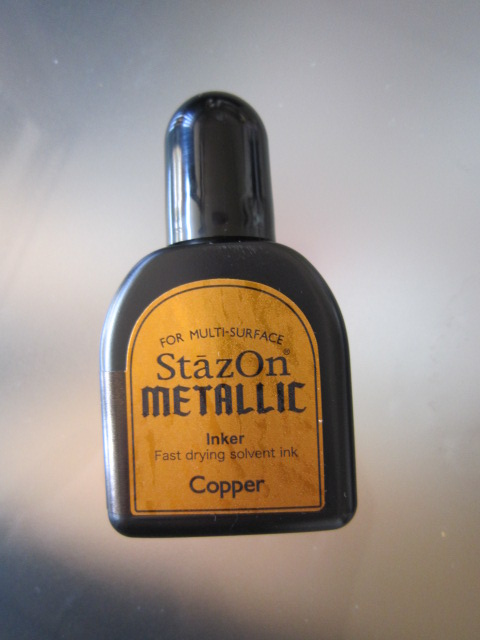 FOR MULTI-SURFACE
StāzOn®
METALLIC
Inker
Fast drying solvent ink
Copper